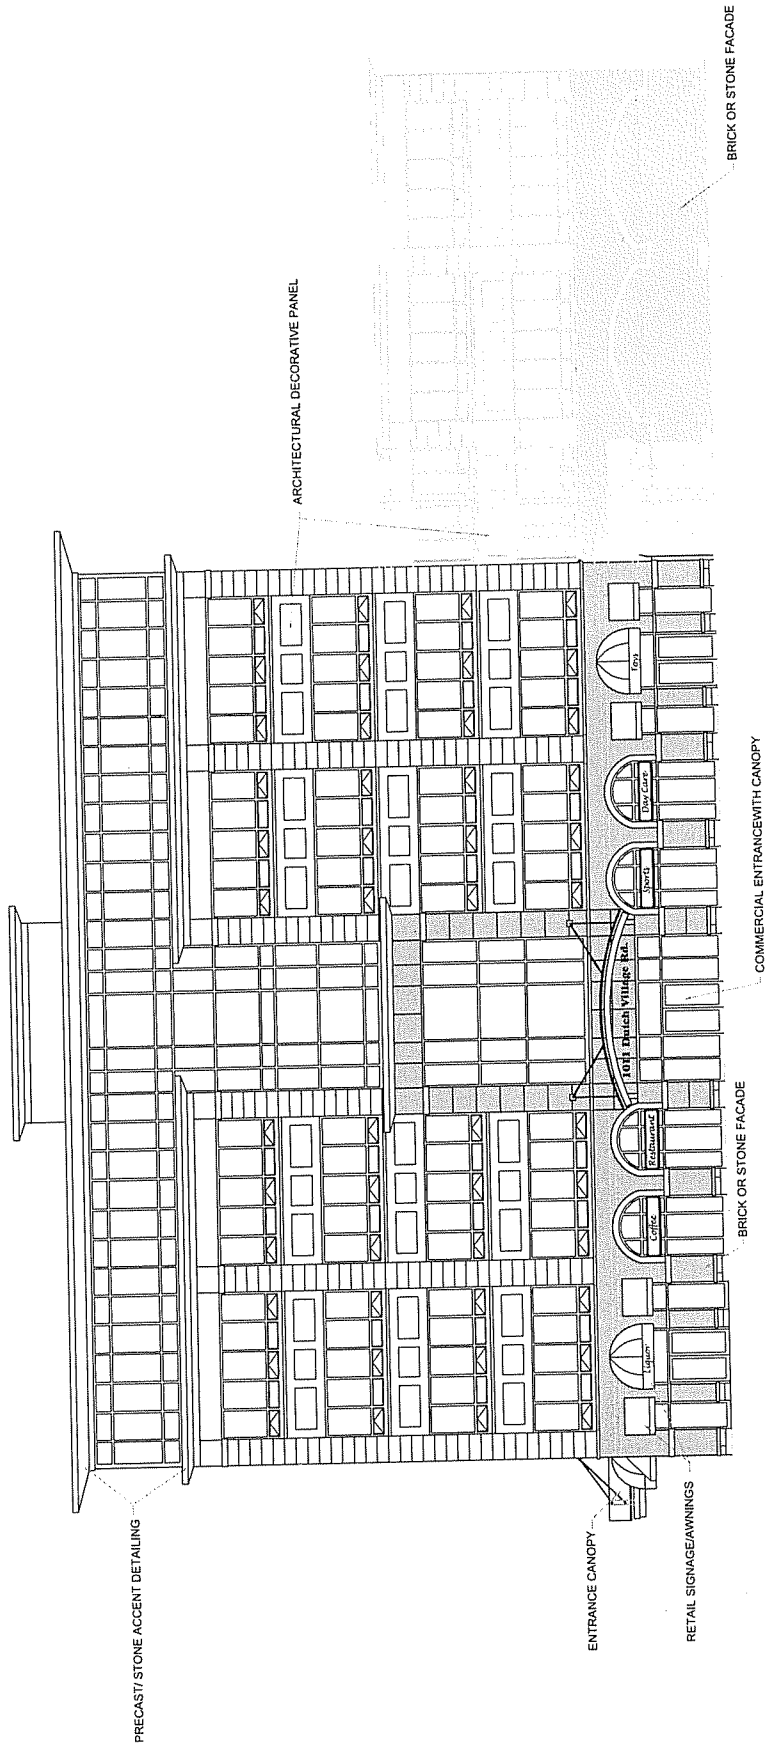 PRECAST/ STONE ACCENT DETAILING
ARCHITECTURAL DECORATIVE PANEL
ENTRANCE CANOPY
1011 Dutch Village Rd.
Liquor
Coffee
Restaurant
Sports
Day Care
Toys
RETAIL SIGNAGE/AWNINGS
BRICK OR STONE FACADE
COMMERCIAL ENTRANCEWITH CANOPY
BRICK OR STONE FACADE